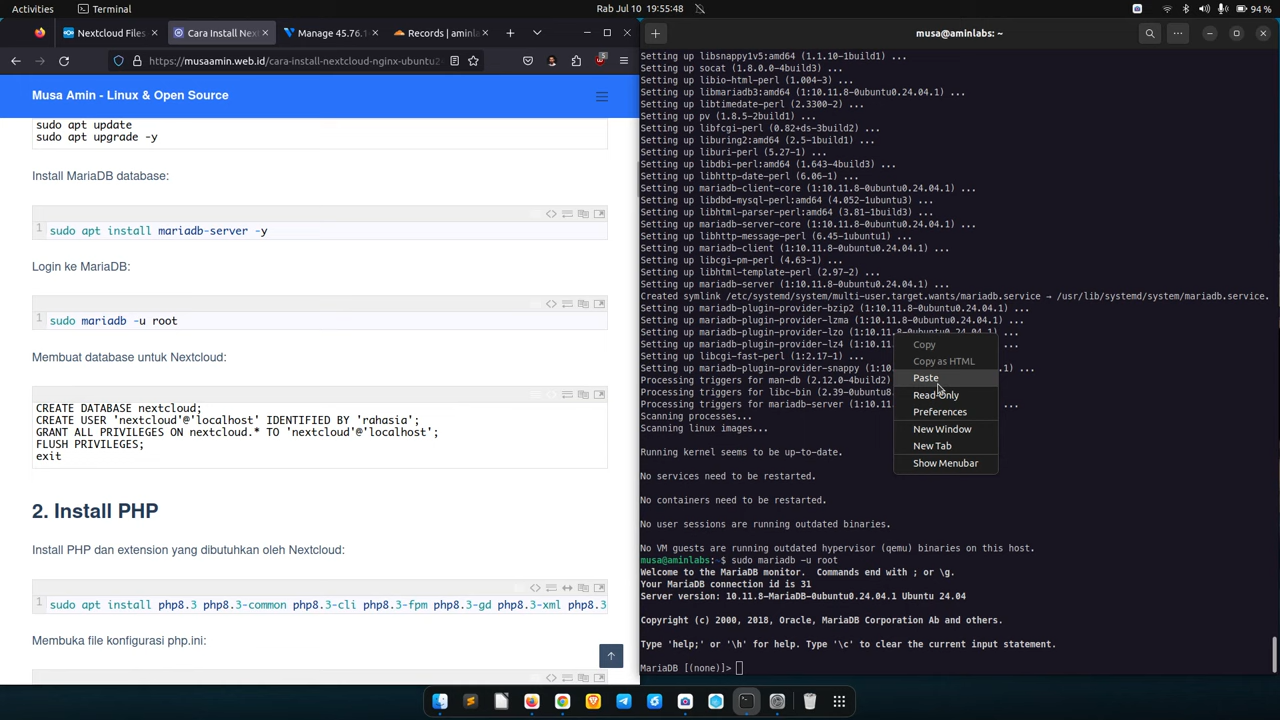 Activities
Terminal
Rab Jul 10 19:55:48
94 %
Nextcloud Files
Cara Install Next
Manage 45.76.1
Records | aminla
https://musaamin.web.id/cara-install-nextcloud-nginx-ubuntu2
5
Musa Amin - Linux & Open Source
sudo apt update
sudo apt upgrade -y
Install MariaDB database:
1 sudo apt install mariadb-server -y
Login ke MariaDB:
1 sudo mariadb -u root
Membuat database untuk Nextcloud:
CREATE DATABASE nextcloud;
CREATE USER 'nextcloud'@'localhost' IDENTIFIED BY 'rahasia';
GRANT ALL PRIVILEGES ON nextcloud.* TO 'nextcloud'@'localhost';
FLUSH PRIVILEGES;
exit
2. Install PHP
Install PHP dan extension yang dibutuhkan oleh Nextcloud:
1 sudo apt install php8.3 php8.3-common php8.3-cli php8.3-fpm php8.3-gd php8.3-xml php8.3
Membuka file konfigurasi php.ini:
musa@aminlabs: ~
Setting up libsnappy1v5:amd64 (1.1.10-1build1) ...
Setting up socat (1.8.0.0-4build3) ...
Setting up libio-html-perl (1.004-3) ...
Setting up libmariadb3:amd64 (1:10.11.8-0ubuntu0.24.04.1) ...
Setting up libtimedate-perl (2.3300-2) ...
Setting up pv (1.8.5-2build1) ...
Setting up libfcgi-perl (0.82+ds-3build2) ...
Setting up liburing2:amd64 (2.5-1build1) ...
Setting up liburi-perl (5.27-1) ...
Setting up libdbi-perl:amd64 (1.643-4build3) ...
Setting up libhttp-date-perl (6.06-1) ...
Setting up mariadb-client-core (1:10.11.8-0ubuntu0.24.04.1) ...
Setting up libdbd-mysql-perl:amd64 (4.052-1ubuntu3) ...
Setting up libhtml-parser-perl:amd64 (3.81-1build3) ...
Setting up mariadb-server-core (1:10.11.8-0ubuntu0.24.04.1) ...
Setting up libhttp-message-perl (6.45-1ubuntu1) ...
Setting up mariadb-client (1:10.11.8-0ubuntu0.24.04.1) ...
Setting up libcgi-pm-perl (4.63-1) ...
Setting up libhtml-template-perl (2.97-2) ...
Setting up mariadb-server (1:10.11.8-0ubuntu0.24.04.1) ...
Created symlink /etc/systemd/system/multi-user.target.wants/mariadb.service → /usr/lib/systemd/system/mariadb.service.
Setting up mariadb-plugin-provider-bzip2 (1:10.11.8-0ubuntu0.24.04.1) ...
Setting up mariadb-plugin-provider-lzma (1:10.11.8-0ubuntu0.24.04.1) ...
Setting up mariadb-plugin-provider-lzo (1:10.11.8-0ubuntu0.24.04.1) ...
Setting up mariadb-plugin-provider-lz4 (1:10.11 .04.1) ...
Setting up libcgi-fast-perl (1:2.17-1) ...
Setting up mariadb-plugin-provider-snappy 1) ...
Processing triggers for man-db (2.12.0-4build2)
Processing triggers for libc-bin (2.39-0ubuntu8.
Processing triggers for mariadb-server (1:10.11.8 ...
Scanning processes...
Scanning linux images...
Running kernel seems to be up-to-date.
No services need to be restarted.
No containers need to be restarted.
No user sessions are running outdated binaries.
No VM guests are running outdated hypervisor (qemu) binaries on this host.
musa@aminlabs:~$ sudo mariadb -u root
Welcome to the MariaDB monitor.  Commands end with ; or \g.
Your MariaDB connection id is 31
Server version: 10.11.8-MariaDB-0ubuntu0.24.04.1 Ubuntu 24.04
Copyright (c) 2000, 2018, Oracle, MariaDB Corporation Ab and others.
Type 'help;' or '\h' for help. Type '\c' to clear the current input statement.
MariaDB [(none)]>
Copy
Copy as HTML
Paste
Read-Only
Preferences
New Window
New Tab
Show Menubar